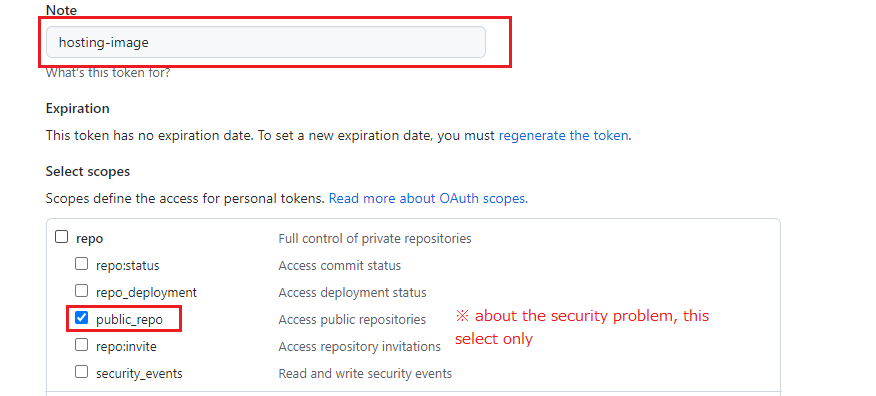 Note
hosting-image
What's this token for?
Expiration
This token has no expiration date. To set a new expiration date, you must regenerate the token.
Select scopes
Scopes define the access for personal tokens. Read more about OAuth scopes.
repo Full control of private repositories
repo:status Access commit status
repo_deployment Access deployment status
public_repo Access public repositories
※ about the security problem, this
select only
repo:invite Access repository invitations
security_events Read and write security events